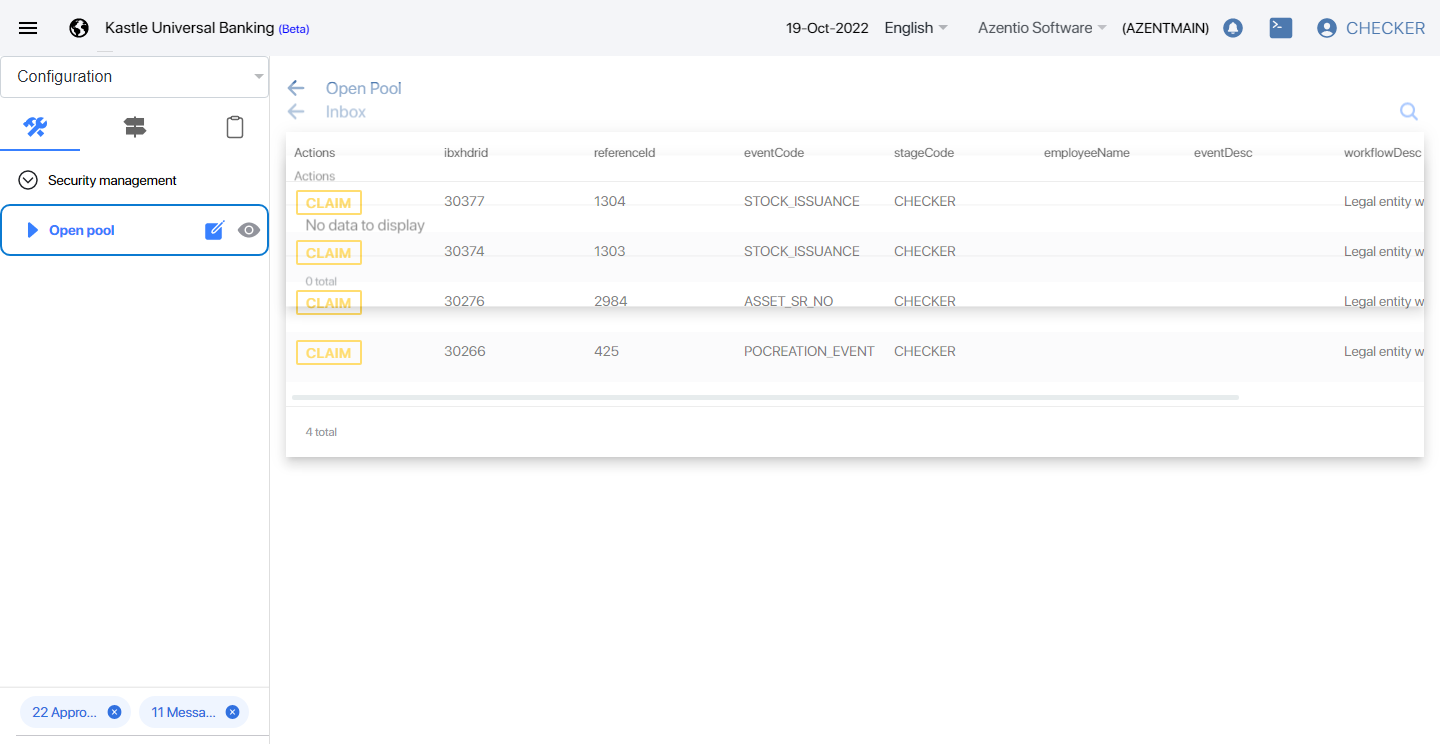 Kastle Universal Banking (Beta)
19-Oct-2022 English Azentio Software (AZENTMAIN) CHECKER
Configuration
Security management
Open pool
22 Appro...
11 Messa...
Open Pool
Inbox
Actions ibxhdrid referenceId eventCode stageCode employeeName eventDesc workflowDesc
Actions
CLAIM 30377 1304 STOCK_ISSUANCE CHECKER Legal entity w
No data to display
CLAIM 30374 1303 STOCK_ISSUANCE CHECKER Legal entity w
0 total
CLAIM 30276 2984 ASSET_SR_NO CHECKER Legal entity w
CLAIM 30266 425 POCREATION_EVENT CHECKER Legal entity w
4 total